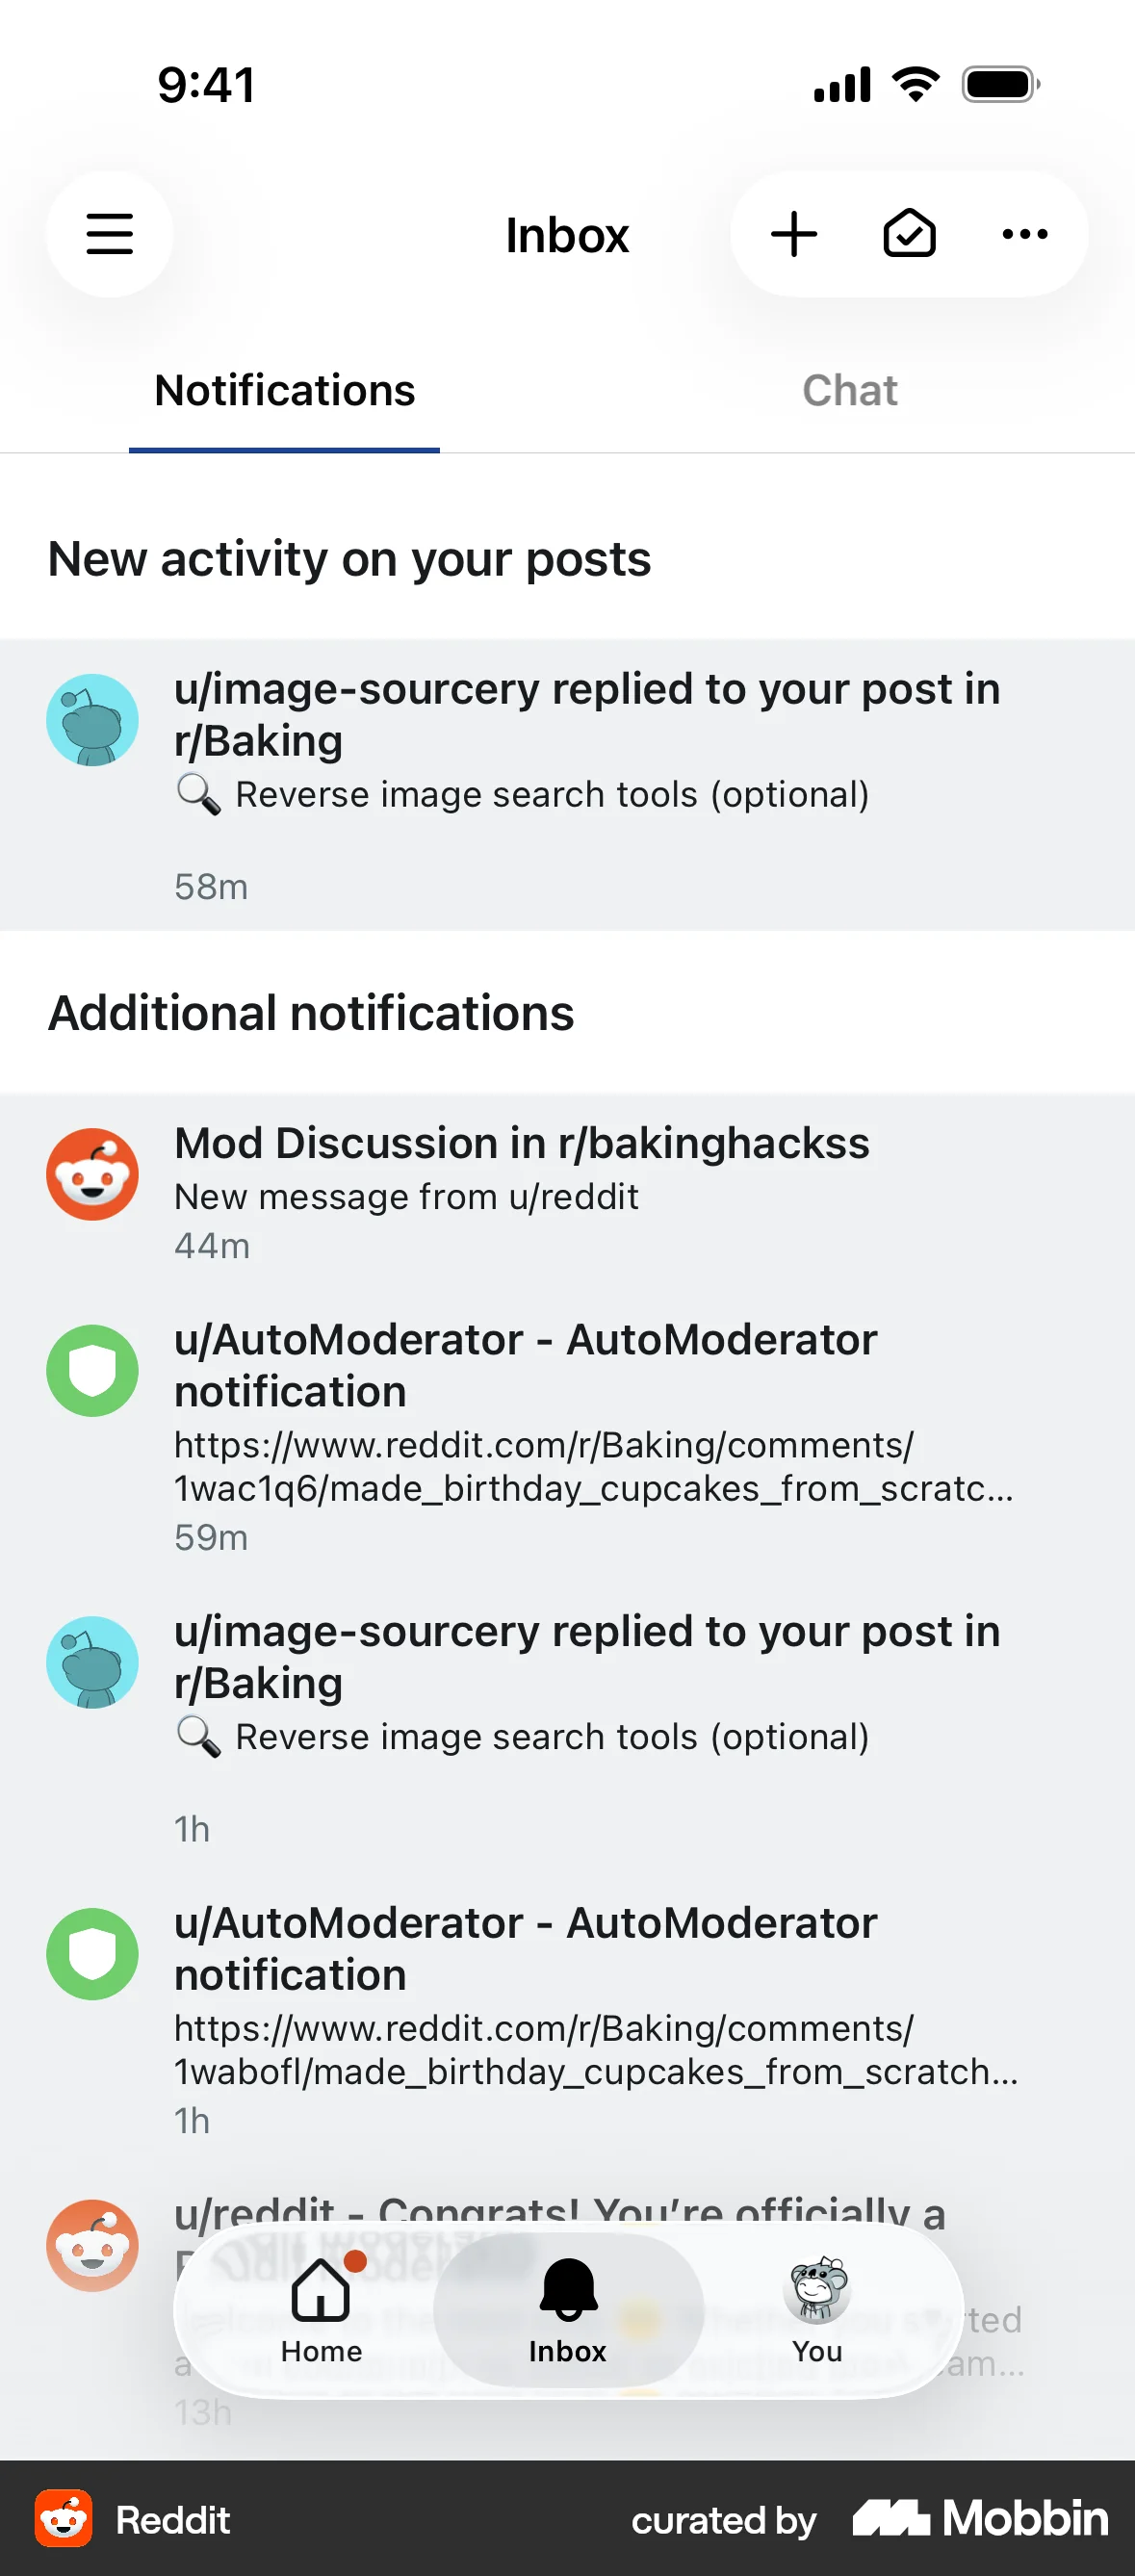 9:41
Inbox
Notifications
Chat
New activity on your posts
u/image-sourcery replied to your post in
r/Baking
🔍 Reverse image search tools (optional)
58m
Additional notifications
Mod Discussion in r/bakinghackss
New message from u/reddit
44m
u/AutoModerator - AutoModerator
notification
https://www.reddit.com/r/Baking/comments/
1wac1q6/made_birthday_cupcakes_from_scratc...
59m
u/image-sourcery replied to your post in
r/Baking
🔍 Reverse image search tools (optional)
1h
u/AutoModerator - AutoModerator
notification
https://www.reddit.com/r/Baking/comments/
1wabofl/made_birthday_cupcakes_from_scratch...
1h
u/reddit - Congrats! You're officially a
13h
Home
Inbox
You
Reddit
curated by
Mobbin